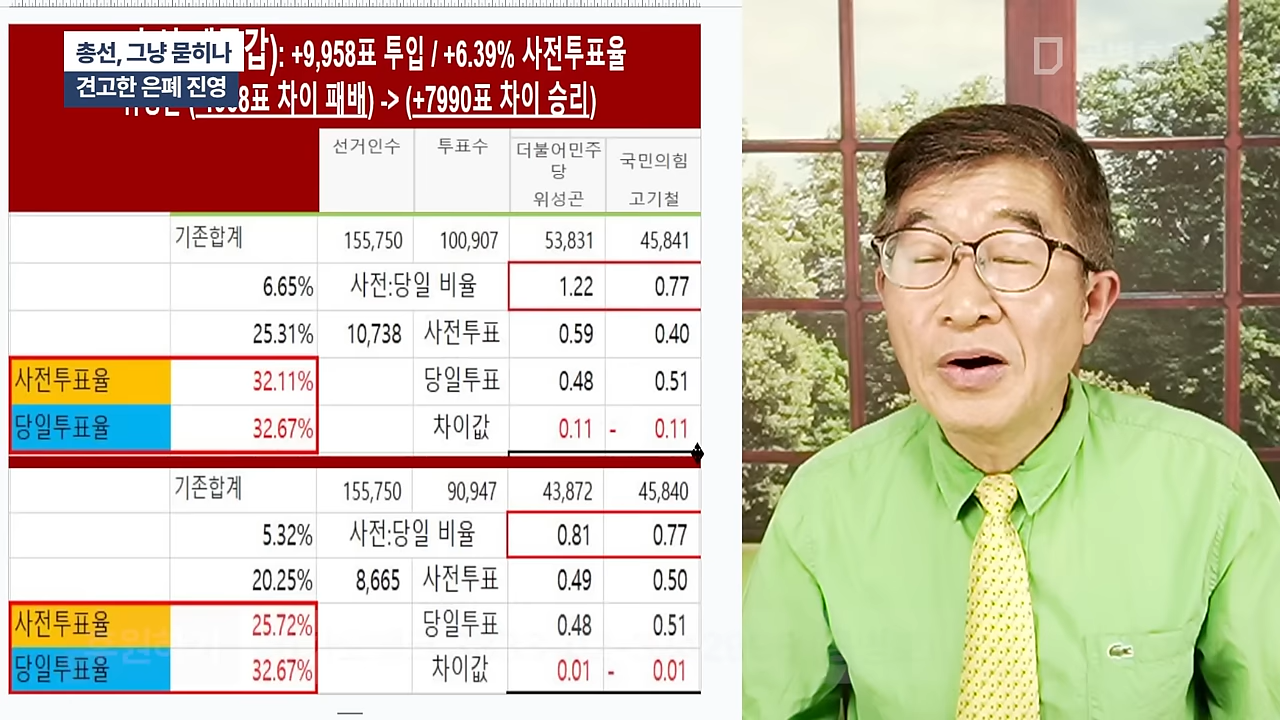 총선, 그냥 묻히나
견고한 은폐 진영
갑): +9,958표 투입 / +6.39% 사전투표율
표 차이 패배) -> (+7990표 차이 승리)
선거인수 투표수 더불어민주당 국민의힘
위성곤 고기철
기존합계 155,750 100,907 53,831 45,841
6.65% 사전:당일 비율 1.22 0.77
25.31% 10,738 사전투표 0.59 0.40
사전투표율 32.11% 당일투표 0.48 0.51
당일투표율 32.67% 차이값 0.11 - 0.11
기존합계 155,750 90,947 43,872 45,840
5.32% 사전:당일 비율 0.81 0.77
20.25% 8,665 사전투표 0.49 0.50
사전투표율 25.72% 당일투표 0.48 0.51
당일투표율 32.67% 차이값 0.01 - 0.01